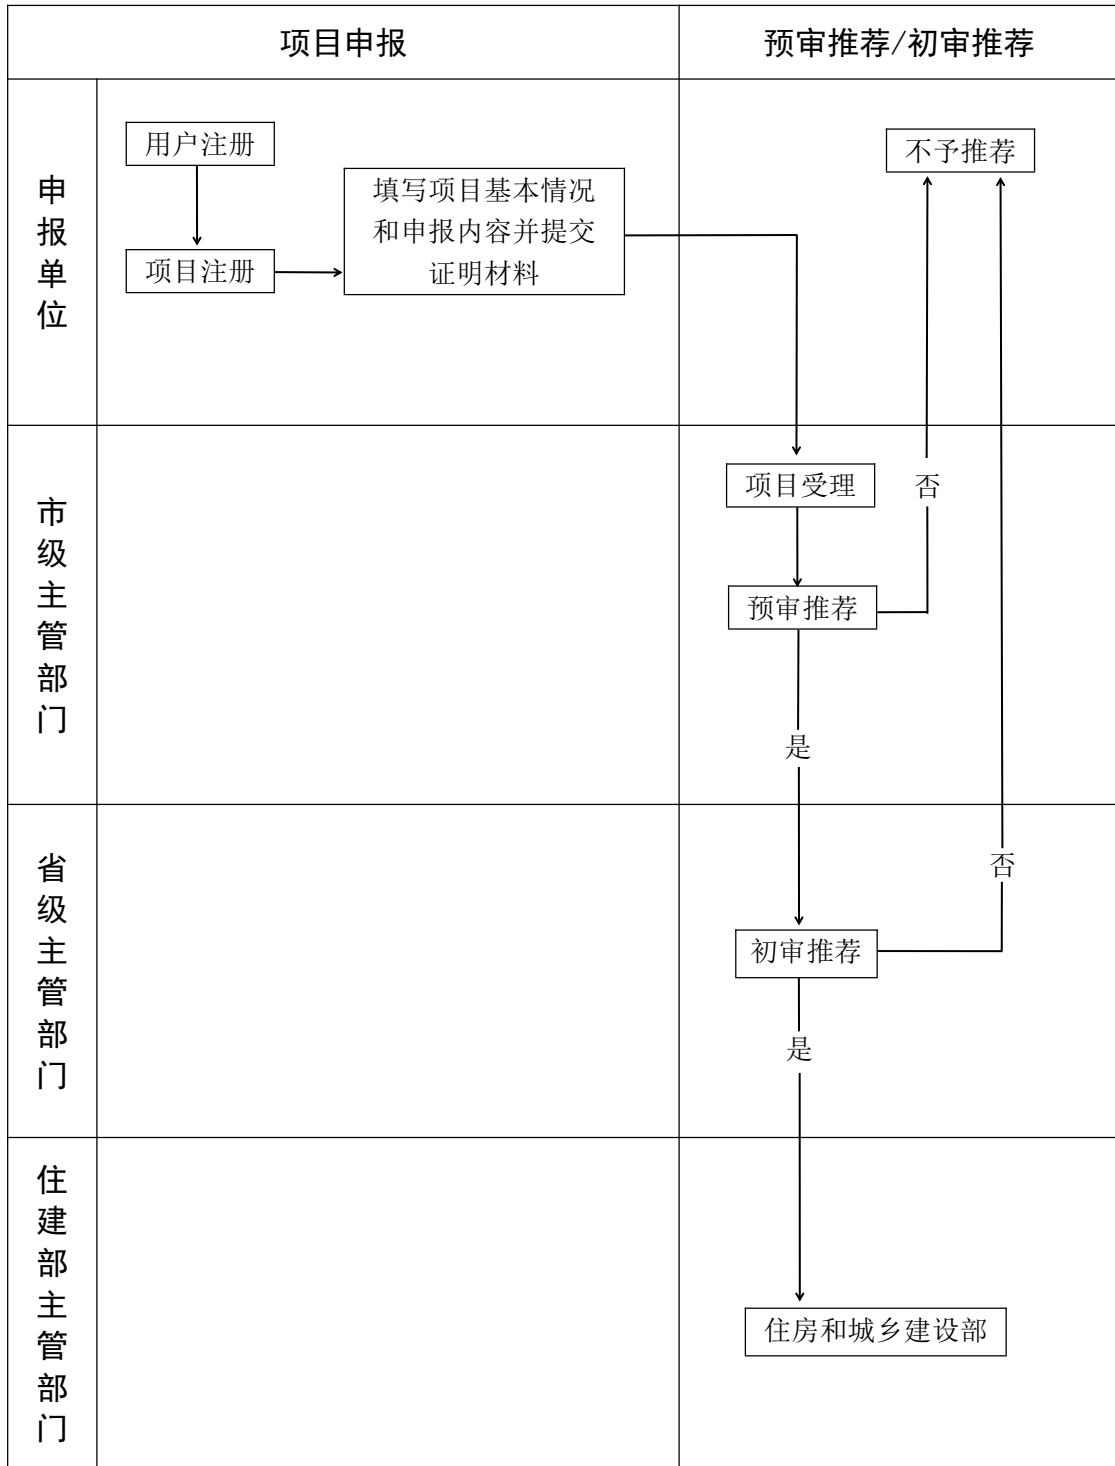 项目申报
预审推荐/初审推荐
申报单位
用户注册
项目注册
填写项目基本情况
和申报内容并提交
证明材料
不予推荐
市级主管部门
项目受理
否
预审推荐
是
省级主管部门
否
初审推荐
是
住建部主管部门
住房和城乡建设部